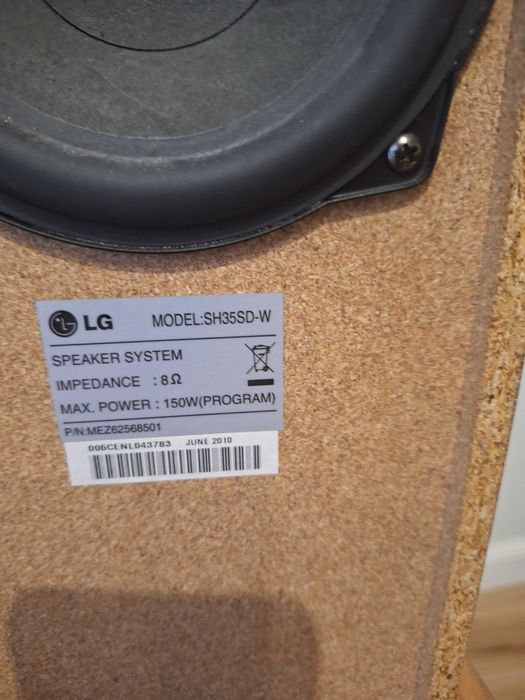 LG MODEL:SH35SD-W
SPEAKER SYSTEM
IMPEDANCE : 8Ω
MAX. POWER : 150W(PROGRAM)
P/N:MEZ62568501
006CENL043783 JUNE 2010